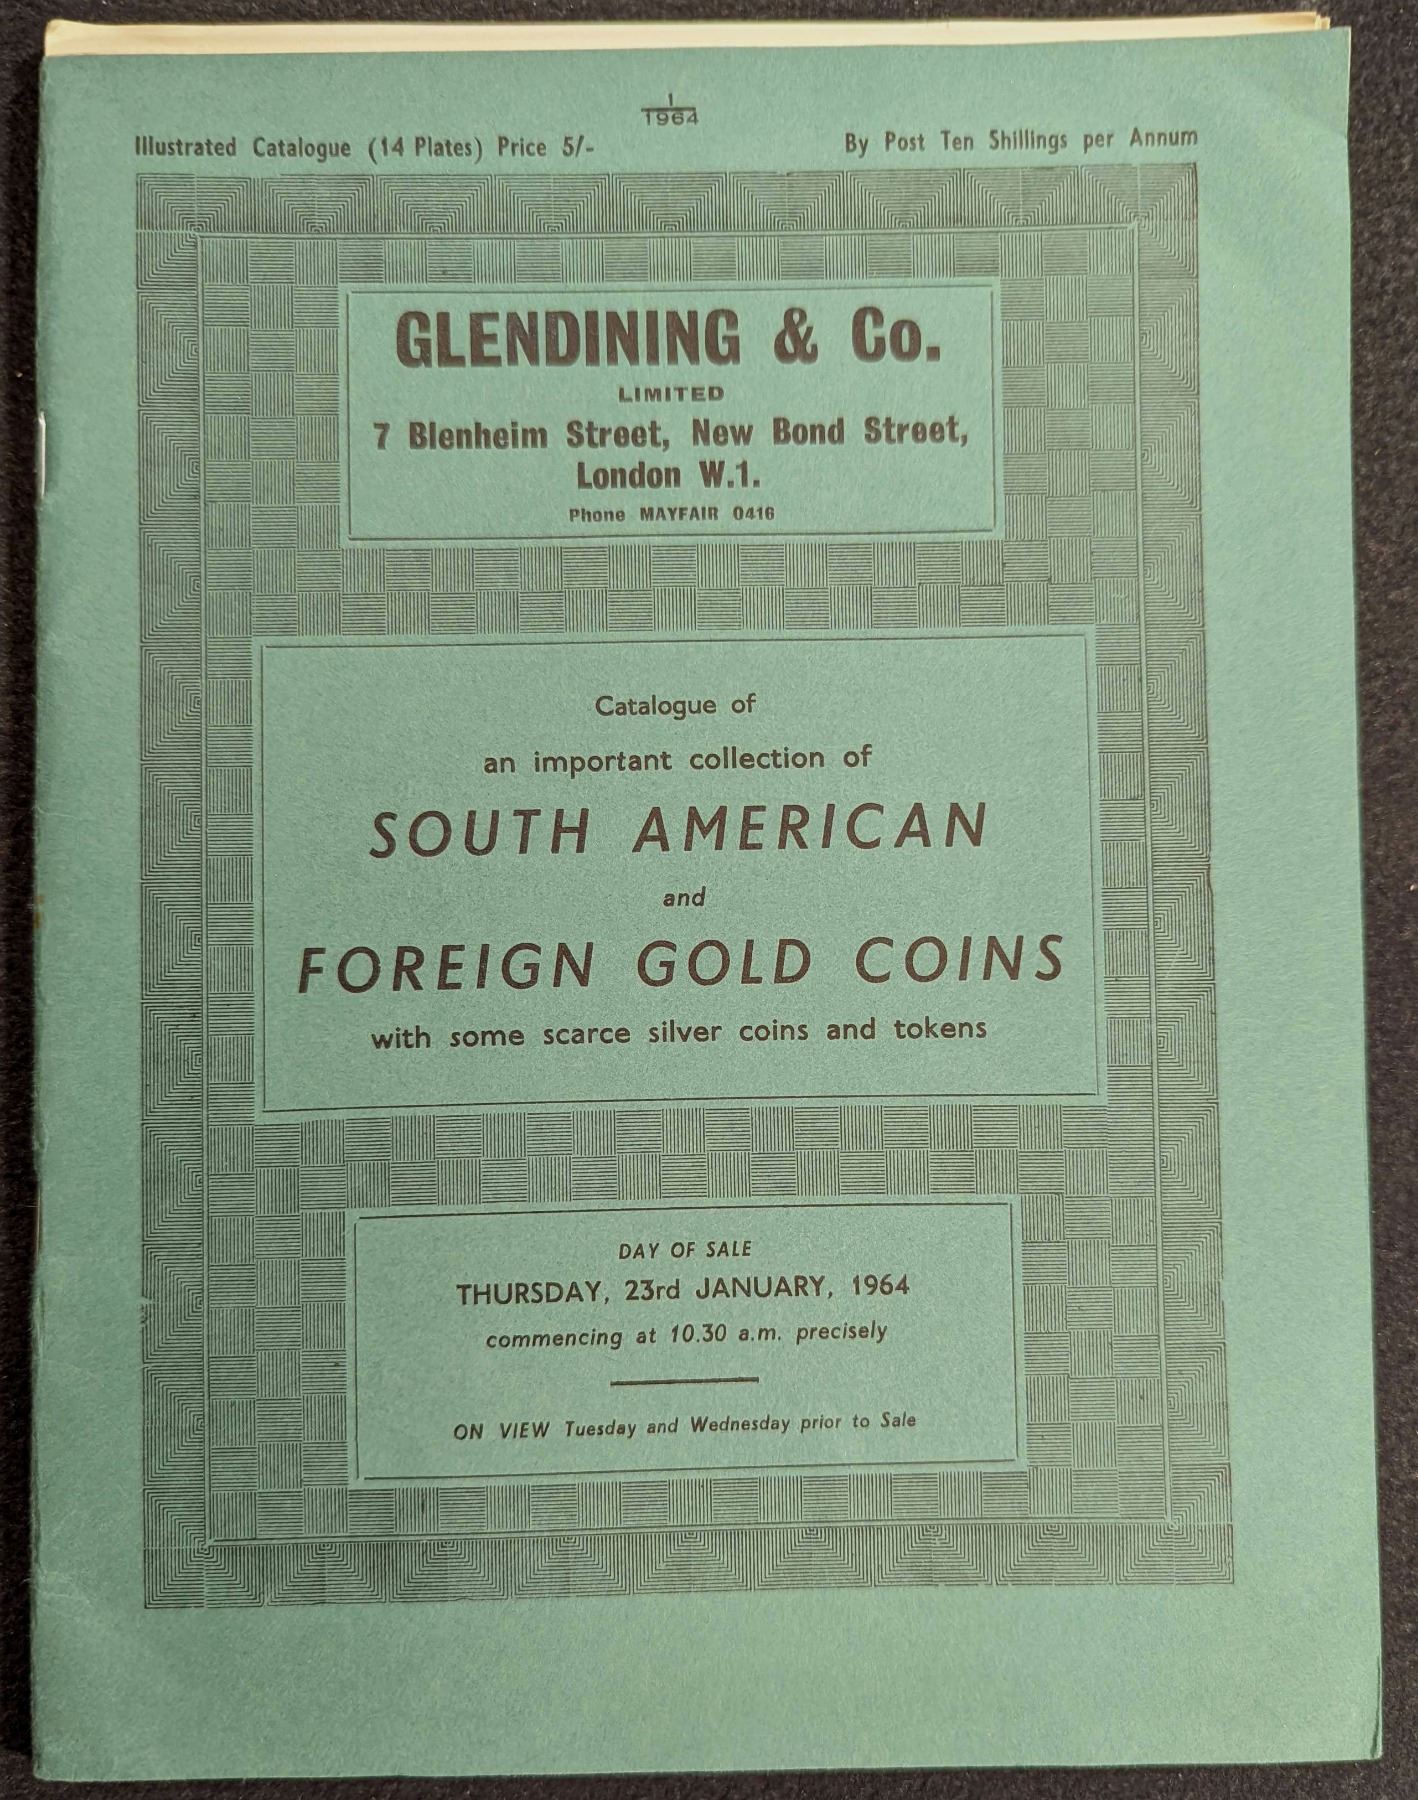 1
1964
Illustrated Catalogue (14 Plates) Price 5/-
By Post Ten Shillings per Annum
GLENDINING & Co.
LIMITED
7 Blenheim Street, New Bond Street,
London W.1.
Phone MAYFAIR 0416
Catalogue of
an important collection of
SOUTH AMERICAN
and
FOREIGN GOLD COINS
with some scarce silver coins and tokens
DAY OF SALE
THURSDAY, 23rd JANUARY, 1964
commencing at 10.30 a.m. precisely
ON VIEW Tuesday and Wednesday prior to Sale